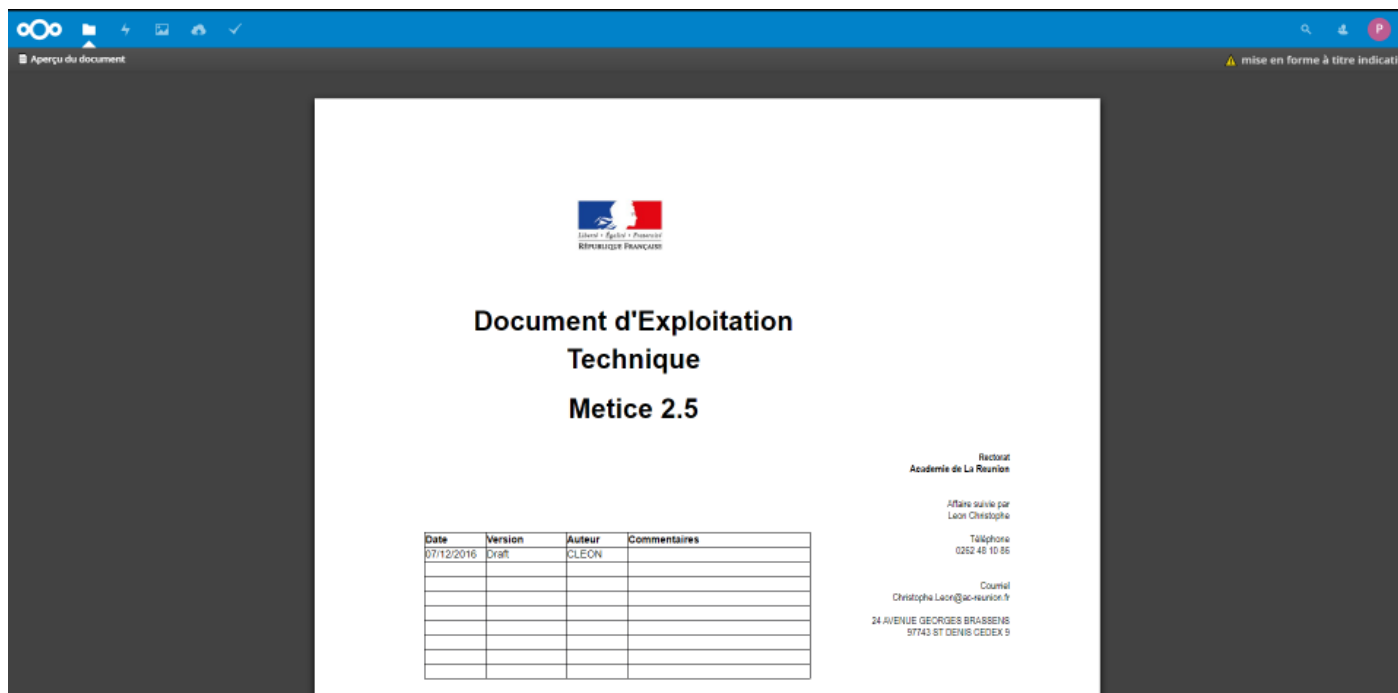 P
Aperçu du document
mise en forme à titre indicati
Liberté • Égalité • Fraternité
RÉPUBLIQUE FRANÇAISE
Document d'Exploitation
Technique
Metice 2.5
Rectorat
Academie de La Reunion
Affaire suivie par
Leon Christophe
Téléphone
0262 48 10 86
Courriel
Christophe.Leon@ac-reunion.fr
24 AVENUE GEORGES BRASSENS
97743 ST DENIS CEDEX 9
Date Version Auteur Commentaires
07/12/2016 Draft CLEON